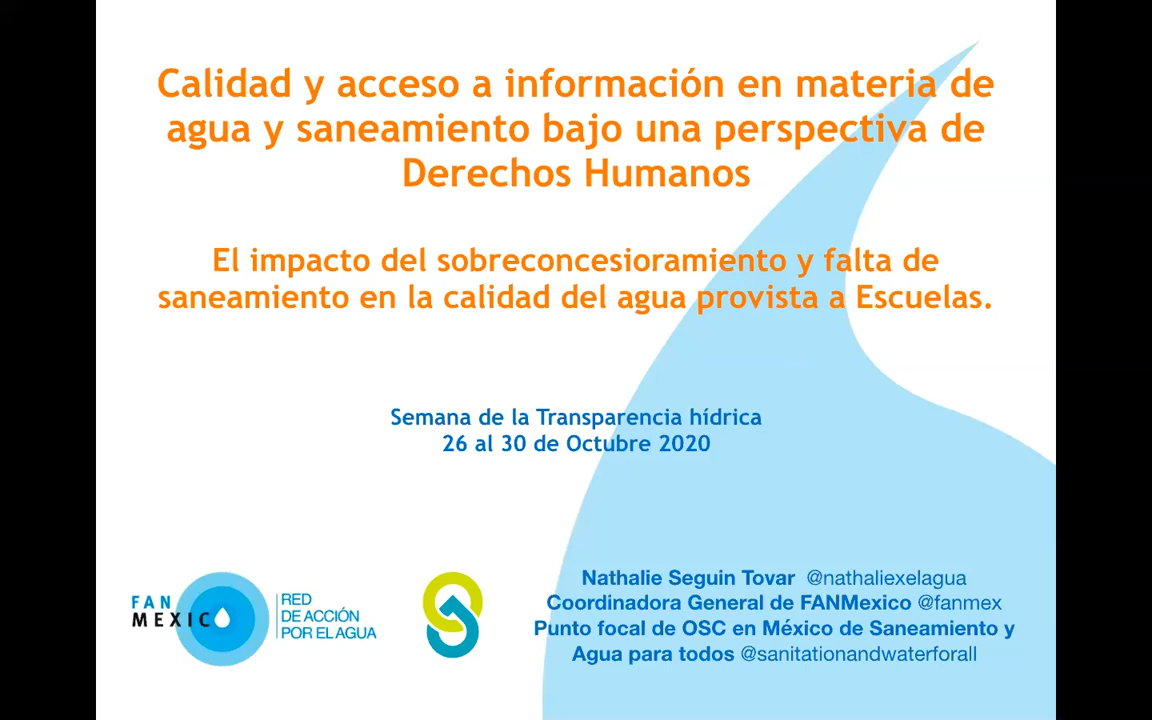 Calidad y acceso a información en materia de
agua y saneamiento bajo una perspectiva de
Derechos Humanos
El impacto del sobreconcesioramiento y falta de
saneamiento en la calidad del agua provista a Escuelas.
Semana de la Transparencia hídrica
26 al 30 de Octubre 2020
FAN
MEXICO
RED
DE ACCIÓN
POR EL AGUA
Nathalie Seguin Tovar @nathaliexelagua
Coordinadora General de FANMexico @fanmex
Punto focal de OSC en México de Saneamiento y
Agua para todos @sanitationandwaterforall